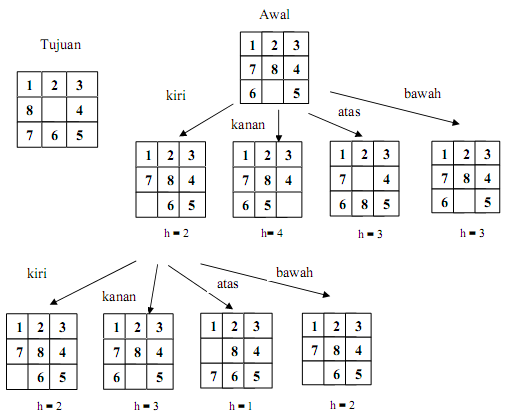 Awal
Tujuan
1 2 3
7 8 4
6 5
1 2 3
8 4
7 6 5
kiri
kanan
atas
bawah
1 2 3
7 8 4
6 5
1 2 3
7 8 4
6 5
1 2 3
7 4
6 8 5
1 2 3
7 8 4
6 5
h = 2
h= 4
h = 3
h = 3
kiri
kanan
atas
bawah
1 2 3
7 8 4
6 5
1 2 3
7 8 4
6 5
1 2 3
8 4
7 6 5
1 2 3
7 8 4
6 5
h = 2
h = 3
h = 1
h = 2